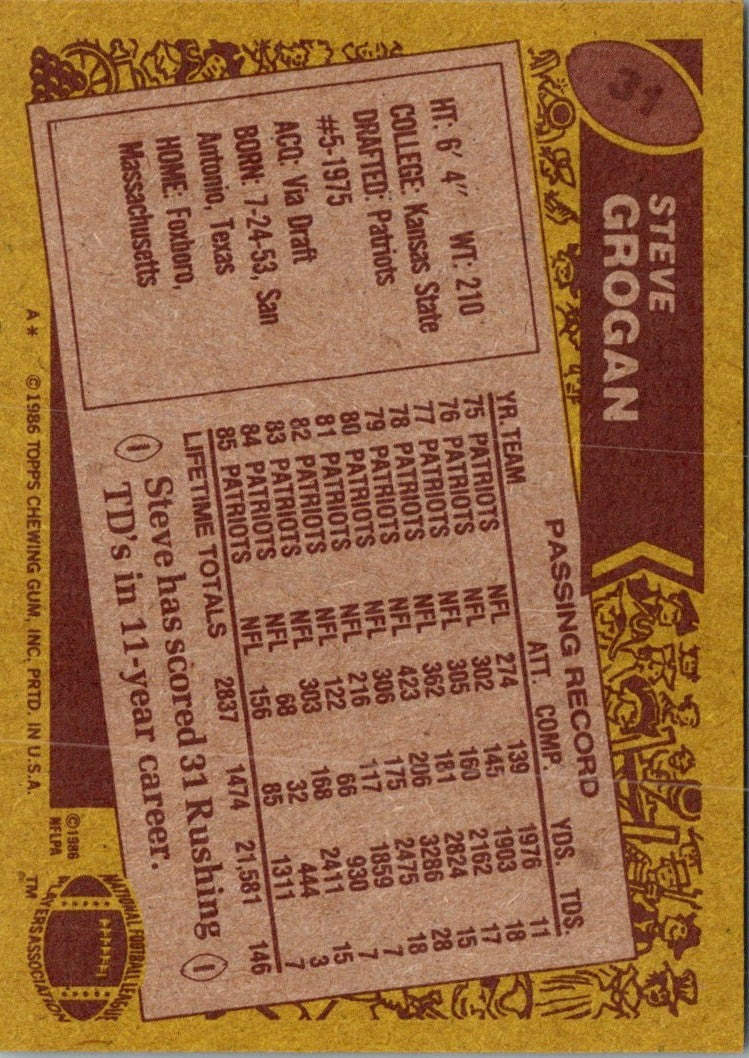 31
STEVE
GROGAN
HT: 6' 4" WT: 210
COLLEGE: Kansas State
DRAFTED: Patriots
#5-1975
ACQ: Via Draft
BORN: 7-24-53, San
Antonio, Texas
HOME: Foxboro,
Massachusetts
PASSING RECORD
YR. TEAM ATT. COMP. YDS. TDS.
75 PATRIOTS NFL 274 139 1976 11
76 PATRIOTS NFL 302 145 1903 18
77 PATRIOTS NFL 305 160 2162 17
78 PATRIOTS NFL 362 181 2824 15
79 PATRIOTS NFL 423 206 3286 28
80 PATRIOTS NFL 306 175 2475 18
81 PATRIOTS NFL 216 117 1859 7
82 PATRIOTS NFL 122 66 930 7
83 PATRIOTS NFL 303 168 2411 15
84 PATRIOTS NFL 68 32 444 3
85 PATRIOTS NFL 156 85 1311 7
LIFETIME TOTALS 2837 1474 21,581 146
Steve has scored 31 Rushing
TD's in 11-year career.
©1986
NFLPA
NATIONAL FOOTBALL LEAGUE
PLAYERS ASSOCIATION
TM
A* ©1986 TOPPS CHEWING GUM, INC. PRTD. IN U.S.A.